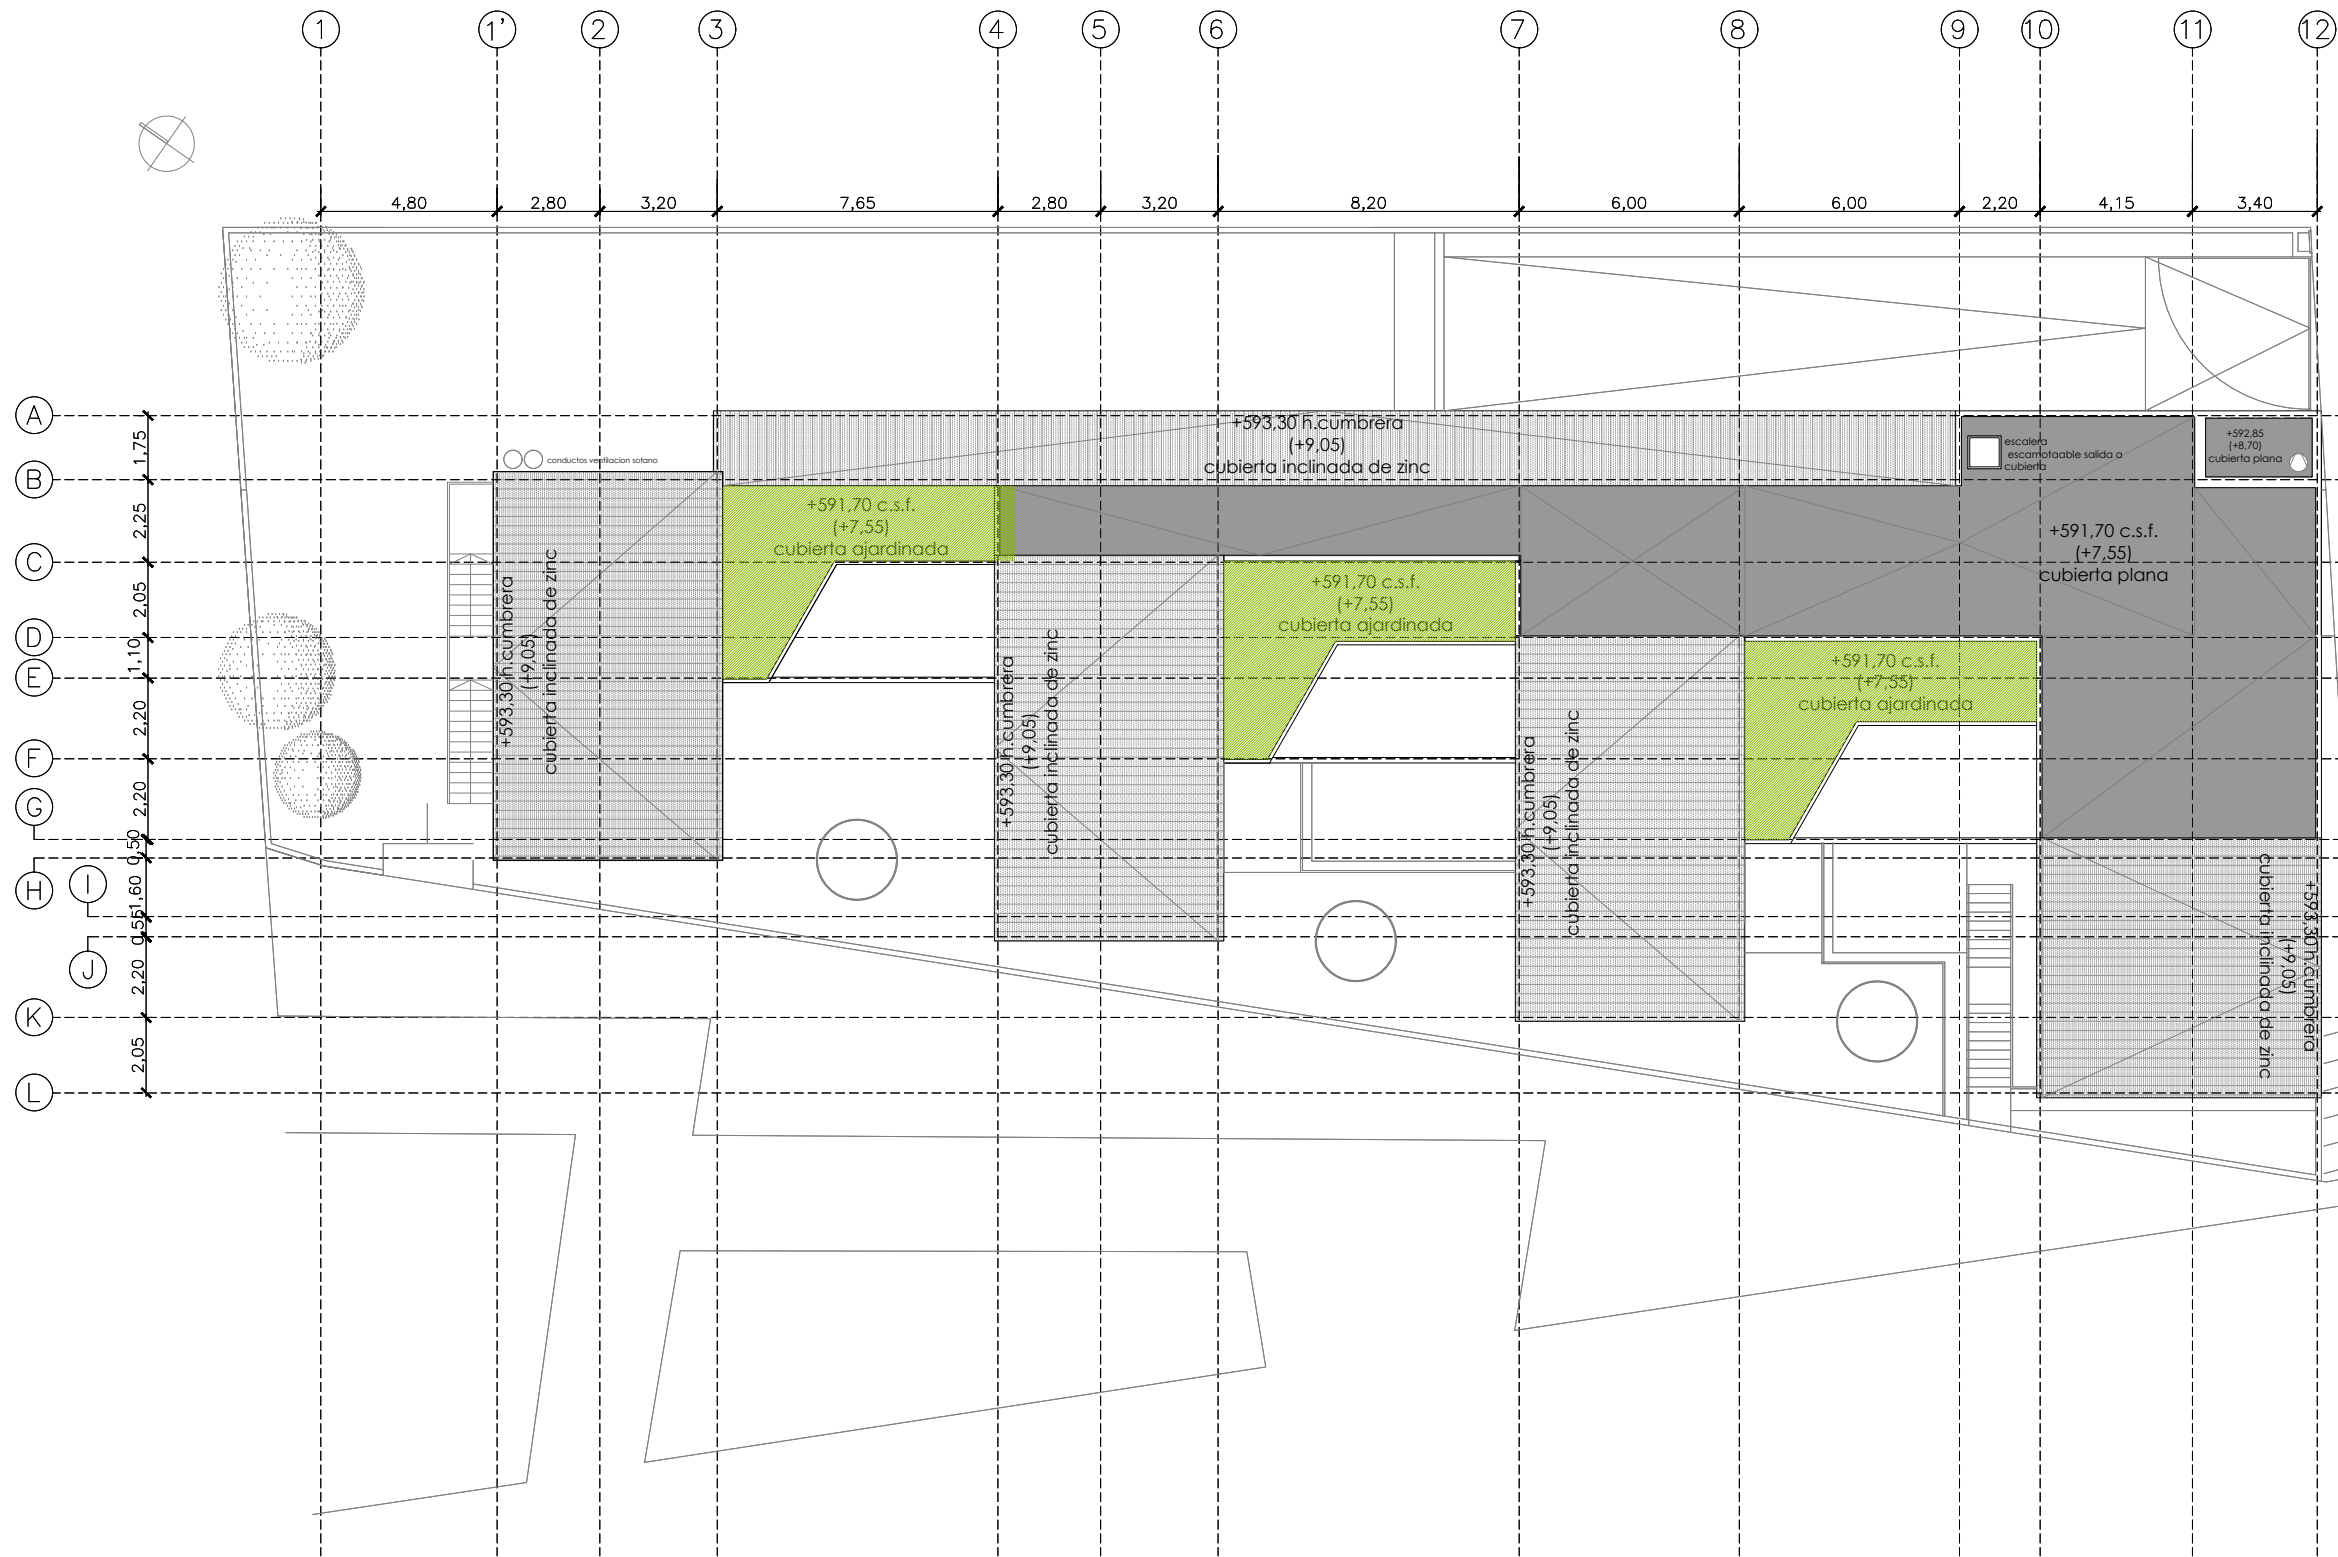 1
1'
2
3
4
5
6
7
8
9
10
11
12
4,80
2,80
3,20
7,65
2,80
3,20
8,20
6,00
6,00
2,20
4,15
3,40
A
B
C
D
E
F
G
H
I
J
K
L
1,75
2,25
2,05
1,10
2,20
2,20
0,50
1,60
0,55
2,20
2,05
conductos ventilacion sotano
+593,30 h.cumbrera
(+9,05)
cubierta inclinada de zinc
+593,30 h.cumbrera
(+9,05)
cubierta inclinada de zinc
+591,70 c.s.f.
(+7,55)
cubierta ajardinada
+593,30 h.cumbrera
(+9,05)
cubierta inclinada de zinc
+591,70 c.s.f.
(+7,55)
cubierta ajardinada
+593,30 h.cumbrera
(+9,05)
cubierta inclinada de zinc
+591,70 c.s.f.
(+7,55)
cubierta ajardinada
escalera
escamotaable salida a
cubierta
+592,85
(+8,70)
cubierta plana
+591,70 c.s.f.
(+7,55)
cubierta plana
+593,30 h.cumbrera
(+9,05)
cubierta inclinada de zinc